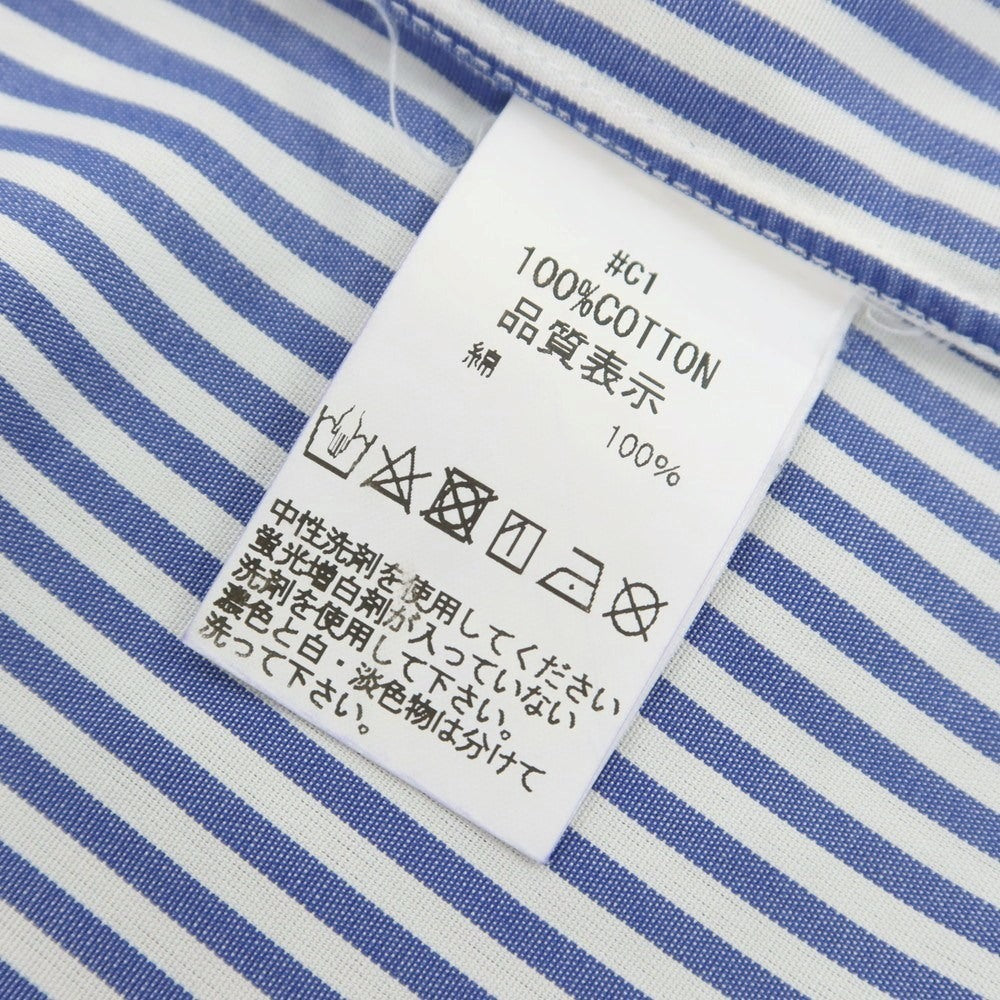 #C1
100%COTTON
品質表示
綿 100%
中性洗剤を使用してください
蛍光増白剤が入っていない
洗剤を使用して下さい。
濃色と白・淡色物は分けて
洗って下さい。